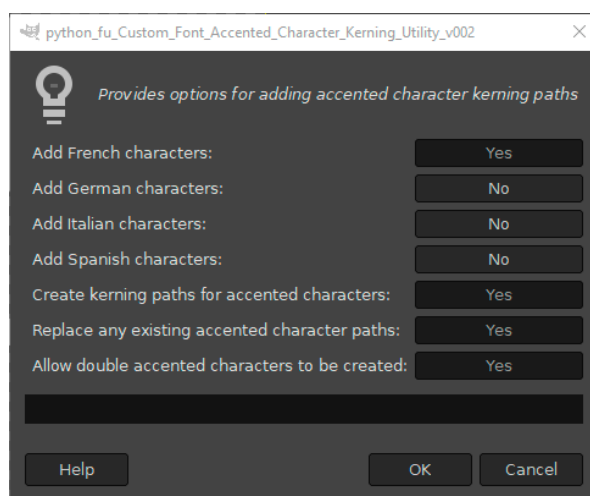 python_fu_Custom_Font_Accented_Character_Kerning_Utility_v002
Provides options for adding accented character kerning paths
Add French characters: Yes
Add German characters: No
Add Italian characters: No
Add Spanish characters: No
Create kerning paths for accented characters: Yes
Replace any existing accented character paths: Yes
Allow double accented characters to be created: Yes
Help OK Cancel